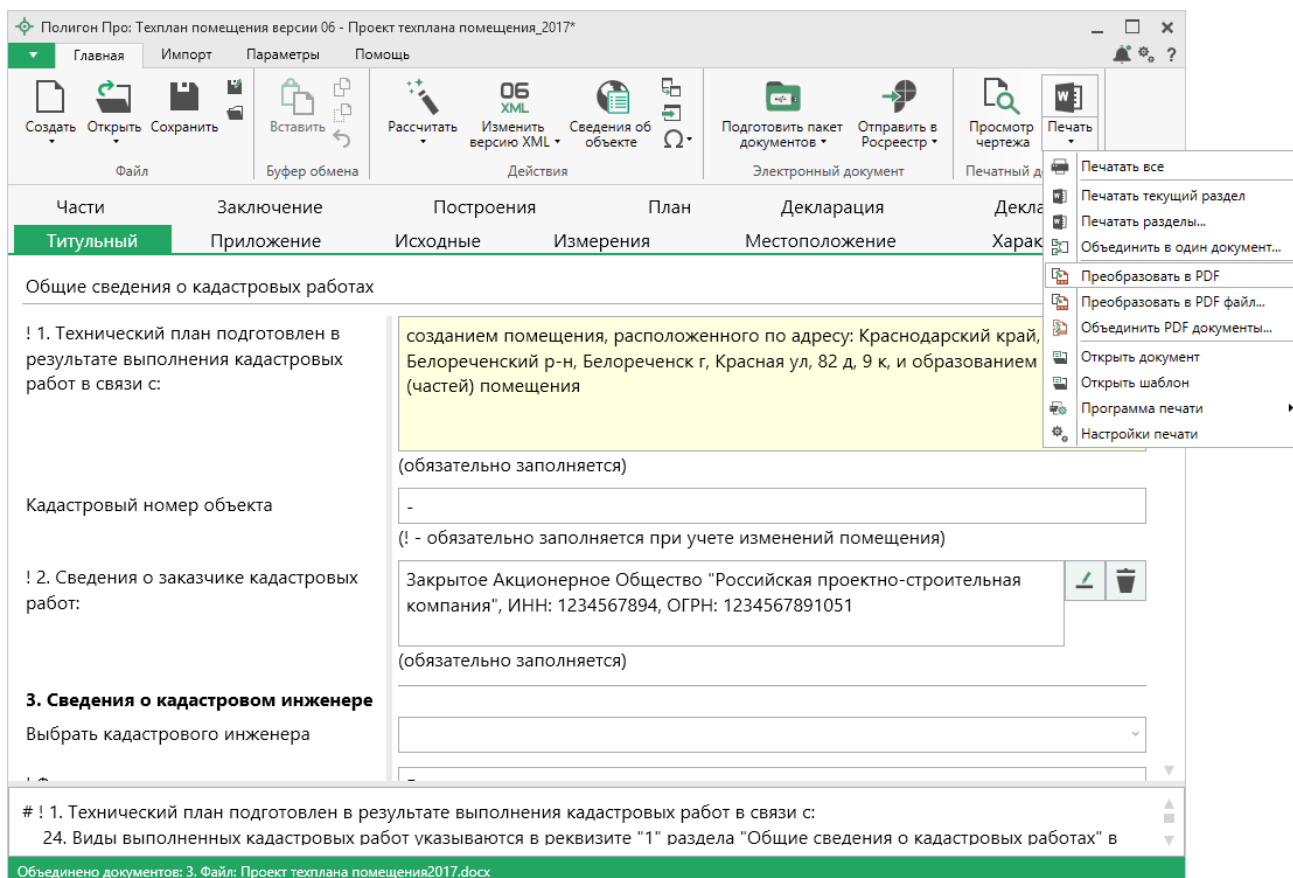 Полигон Про: Техплан помещения версии 06 - Проект техплана помещения_2017*
Главная Импорт Параметры Помощь
?
Создать Открыть Сохранить
Вставить
Рассчитать
06 XML
Изменить версию XML
Сведения об объекте
Ω
Подготовить пакет документов
Отправить в Росреестр
Просмотр чертежа
Печать
Файл Буфер обмена Действия Электронный документ Печатный д
Печатать все
Печатать текущий раздел
Печатать разделы...
Объединить в один документ...
Преобразовать в PDF
Преобразовать в PDF файл...
Объединить PDF документы...
Открыть документ
Открыть шаблон
Программа печати
Настройки печати
Части Заключение Построения План Декларация Декла
Титульный Приложение Исходные Измерения Местоположение Харак
Общие сведения о кадастровых работах
! 1. Технический план подготовлен в
результате выполнения кадастровых
работ в связи с:
созданием помещения, расположенного по адресу: Краснодарский край,
Белореченский р-н, Белореченск г, Красная ул, 82 д, 9 к, и образованием
(частей) помещения
(обязательно заполняется)
Кадастровый номер объекта
-
(! - обязательно заполняется при учете изменений помещения)
! 2. Сведения о заказчике кадастровых
работ:
Закрытое Акционерное Общество "Российская проектно-строительная
компания", ИНН: 1234567894, ОГРН: 1234567891051
(обязательно заполняется)
3. Сведения о кадастровом инженере
Выбрать кадастрового инженера
# ! 1. Технический план подготовлен в результате выполнения кадастровых работ в связи с:
24. Виды выполненных кадастровых работ указываются в реквизите "1" раздела "Общие сведения о кадастровых работах" в
Объединено документов: 3. Файл: Проект техплана помещения2017.docx